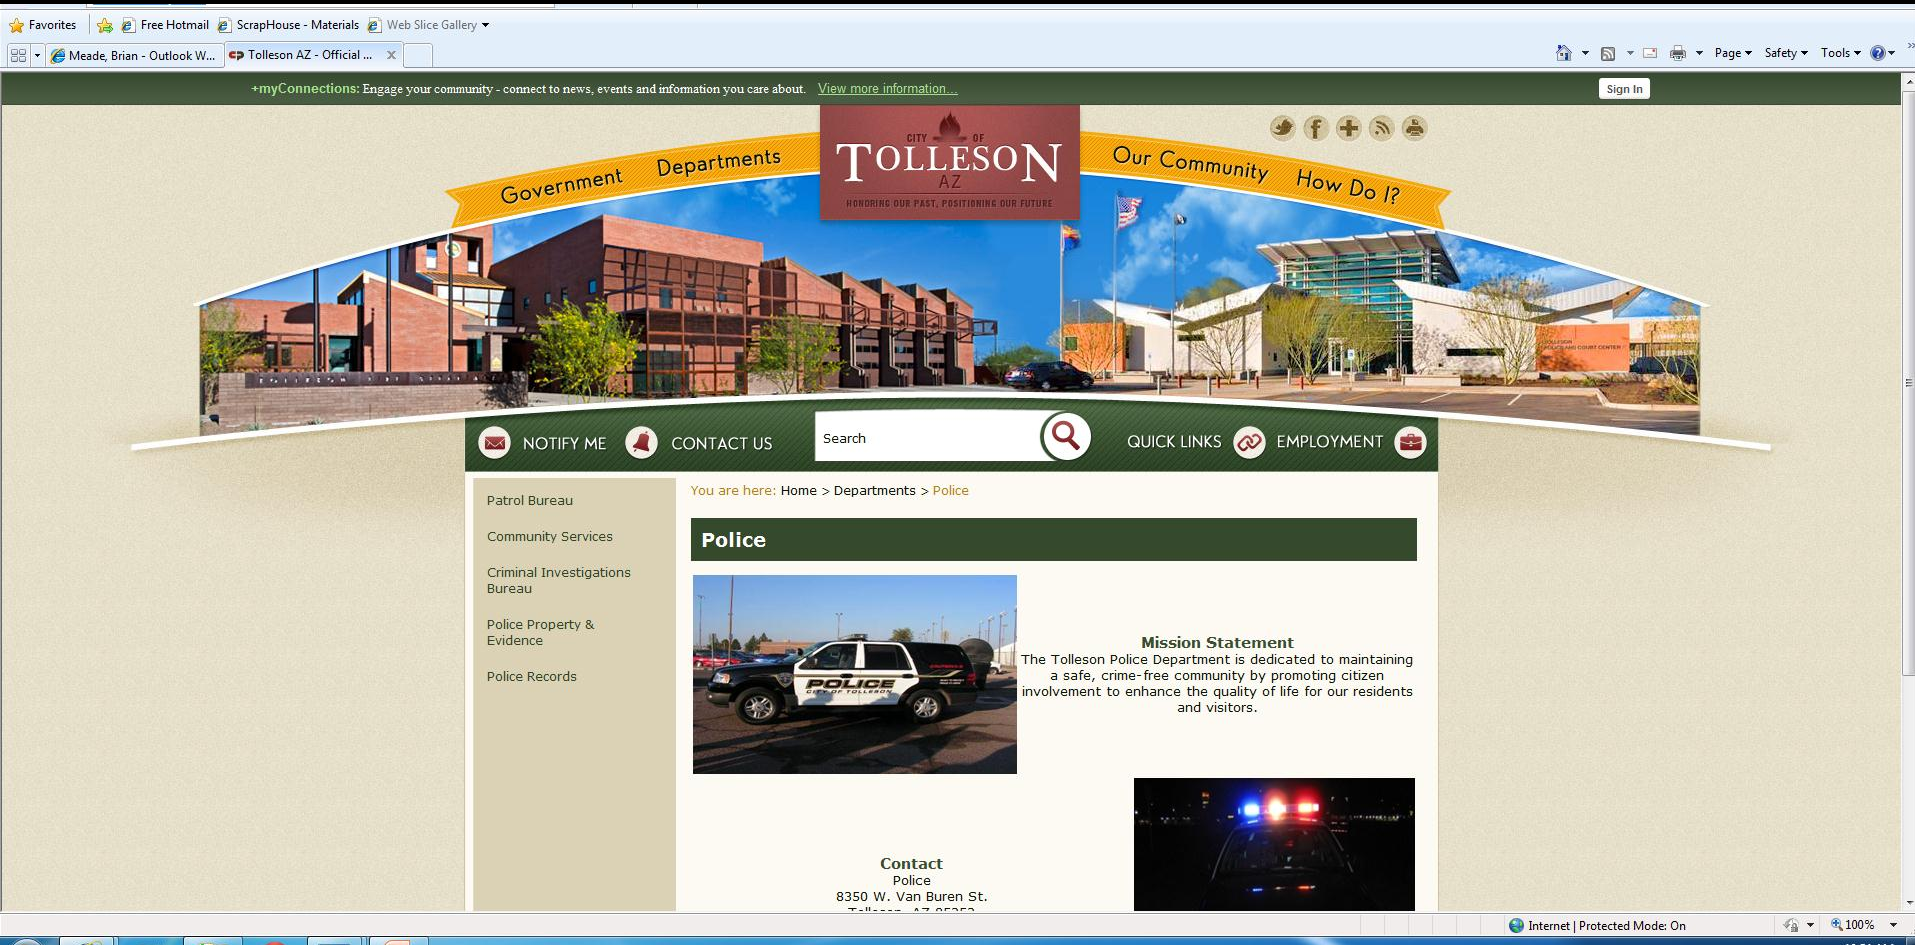 Favorites
Free Hotmail
ScrapHouse - Materials
Web Slice Gallery
Meade, Brian - Outlook W...
Tolleson AZ - Official ...
Page
Safety
Tools
+myConnections: Engage your community - connect to news, events and information you care about. View more information...
Sign In
CITY OF
TOLLESON
AZ
HONORING OUR PAST, POSITIONING OUR FUTURE
Government
Departments
Our Community
How Do I?
NOTIFY ME
CONTACT US
Search
QUICK LINKS
EMPLOYMENT
Patrol Bureau
Community Services
Criminal Investigations
Bureau
Police Property &
Evidence
Police Records
You are here: Home > Departments > Police
Police
POLICE
CITY OF TOLLESON
Mission Statement
The Tolleson Police Department is dedicated to maintaining
a safe, crime-free community by promoting citizen
involvement to enhance the quality of life for our residents
and visitors.
Contact
Police
8350 W. Van Buren St.
Tolleson, AZ 85353
Internet | Protected Mode: On
100%